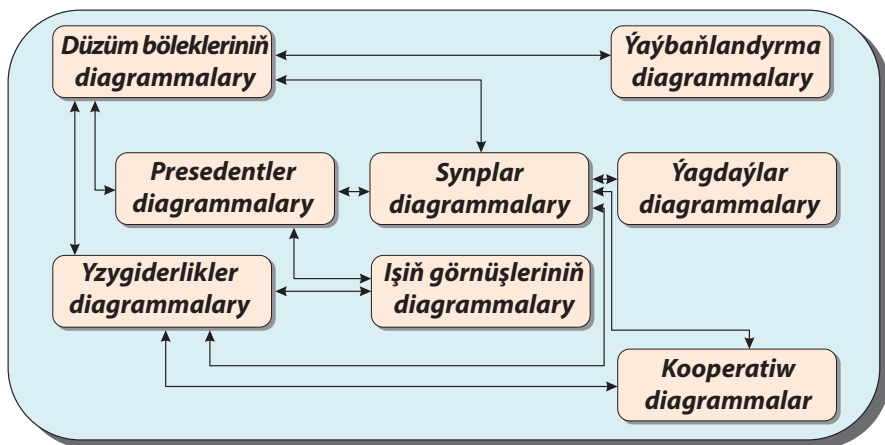 Düzüm bölekleriniň
diagrammalary
Ýaýbaňlandyrma
diagrammalary
Presedentler
diagrammalary
Synplar
diagrammalary
Ýagdaýlar
diagrammalary
Yzygiderlikler
diagrammalary
Işiň görnüşleriniň
diagrammalary
Kooperatiw
diagrammalar